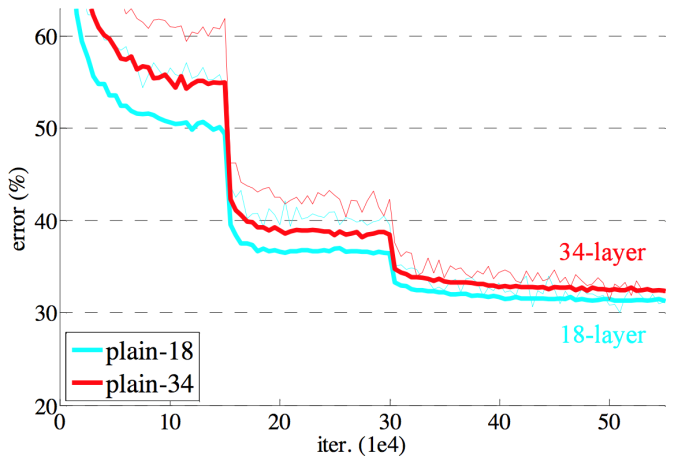 60
50
40
30
20
error (%)
34-layer
18-layer
plain-18
plain-34
0
10
20
30
40
50
iter. (1e4)